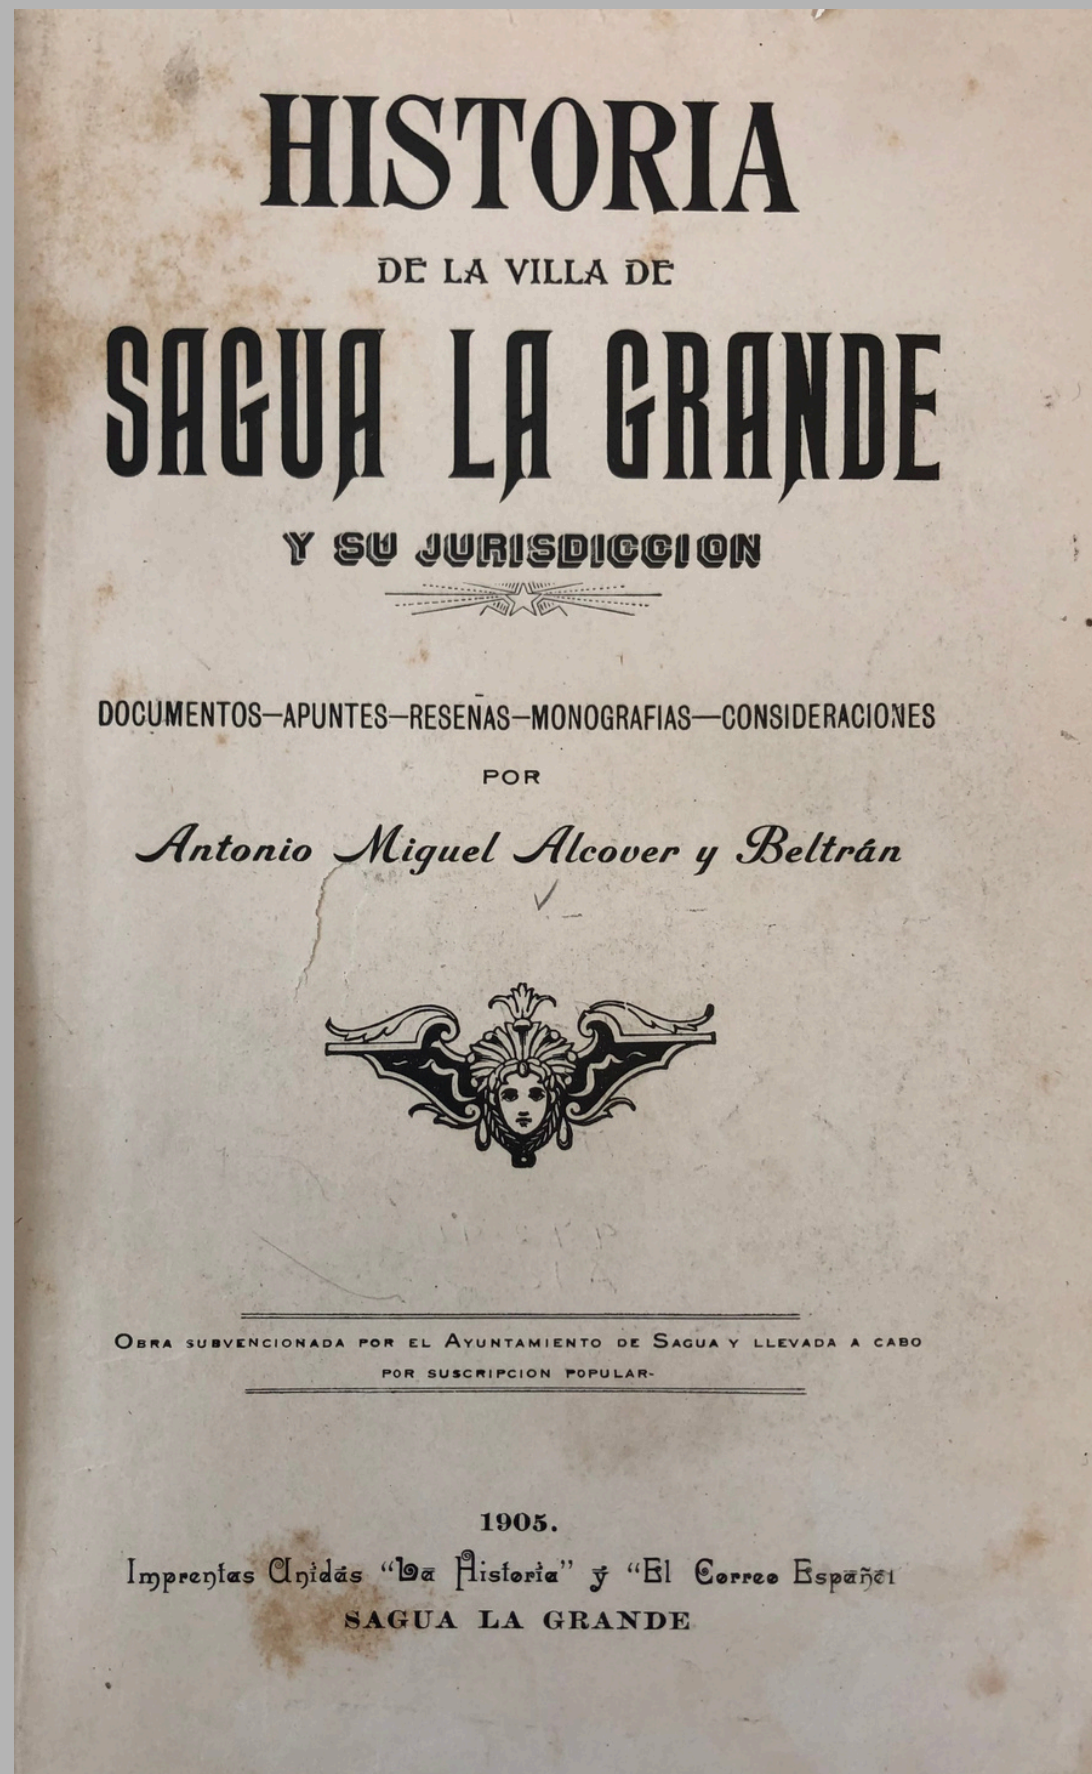 HISTORIA
DE LA VILLA DE
SAGUA LA GRANDE
Y SU JURISDICCION
DOCUMENTOS—APUNTES—RESEÑAS—MONOGRAFIAS—CONSIDERACIONES
POR
Antonio Miguel Alcover y Beltrán
OBRA SUBVENCIONADA POR EL AYUNTAMIENTO DE SAGUA Y LLEVADA A CABO
POR SUSCRIPCION POPULAR-
1905.
Imprentas Unidas “La Historia” y “El Correo Español
SAGUA LA GRANDE